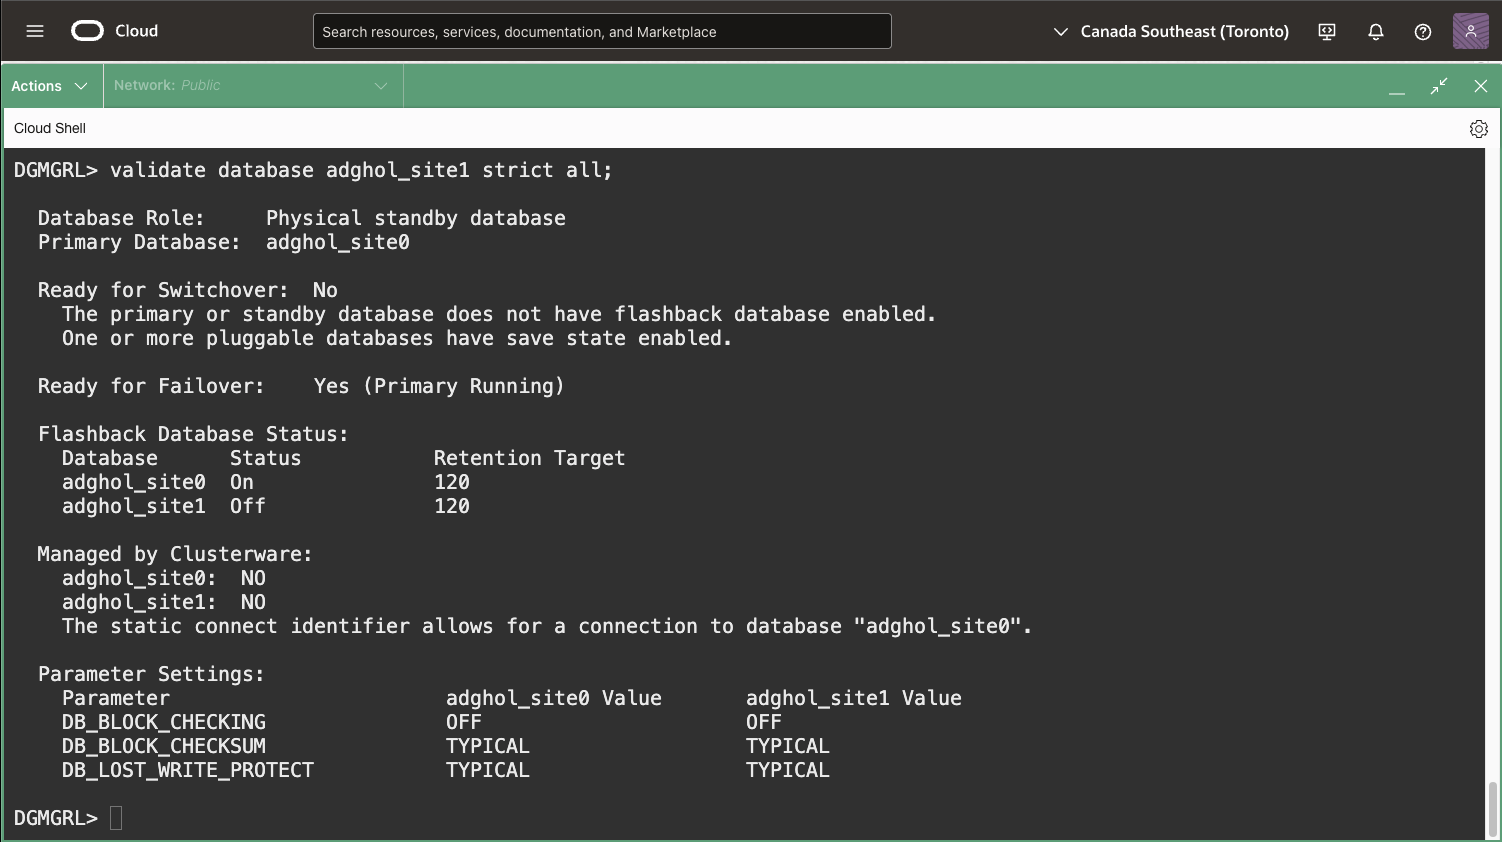 Cloud
Search resources, services, documentation, and Marketplace
Canada Southeast (Toronto)
Actions
Network: Public
Cloud Shell
DGMGRL> validate database adghol_site1 strict all;
Database Role:     Physical standby database
Primary Database:  adghol_site0
Ready for Switchover:  No
The primary or standby database does not have flashback database enabled.
One or more pluggable databases have save state enabled.
Ready for Failover:    Yes (Primary Running)
Flashback Database Status:
Database      Status           Retention Target
adghol_site0  On               120
adghol_site1  Off              120
Managed by Clusterware:
adghol_site0:  NO
adghol_site1:  NO
The static connect identifier allows for a connection to database "adghol_site0".
Parameter Settings:
Parameter                       adghol_site0 Value       adghol_site1 Value
DB_BLOCK_CHECKING               OFF                      OFF
DB_BLOCK_CHECKSUM               TYPICAL                  TYPICAL
DB_LOST_WRITE_PROTECT           TYPICAL                  TYPICAL
DGMGRL>